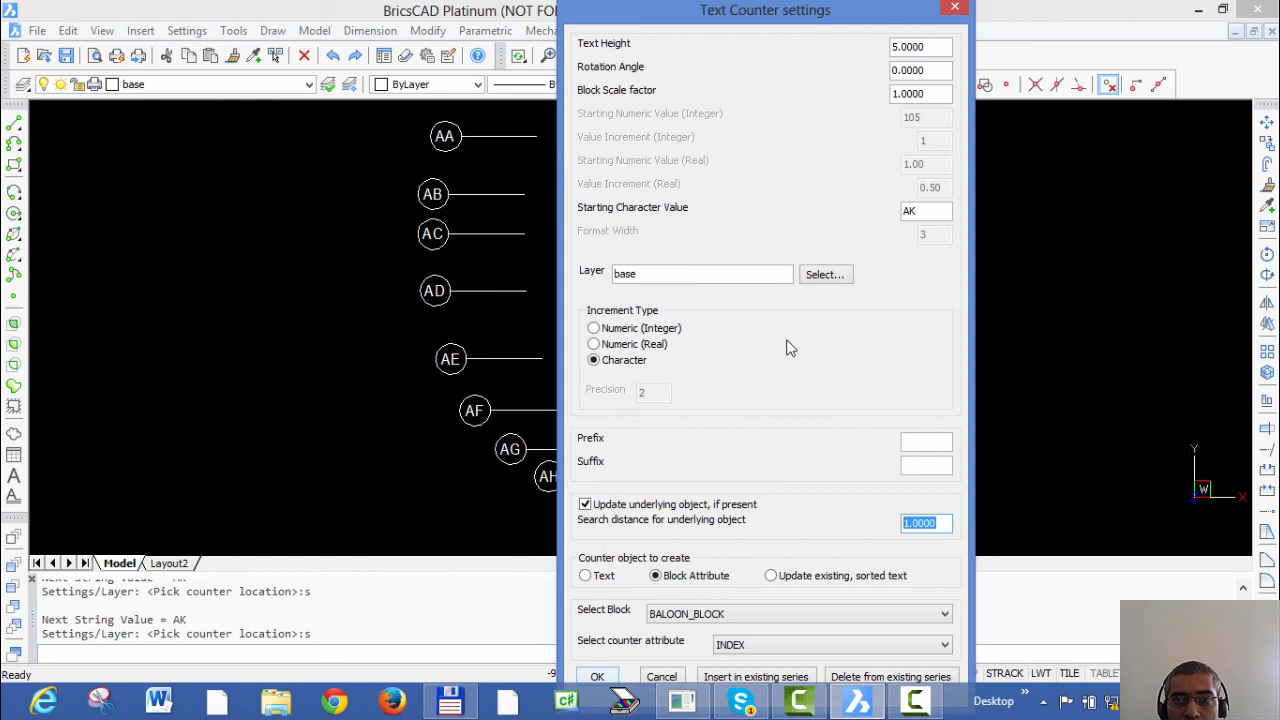 BricsCAD Platinum (NOT FO
Text Counter settings
File
Edit
View
Insert
Settings
Tools
Draw
Model
Dimension
Modify
Param
base
ByLayer
Text Height
5.0000
Rotation Angle
0.0000
Block Scale factor
1.0000
Starting Numeric Value (Integer)
105
Value Increment (Integer)
1
Starting Numeric Value (Real)
1.00
Value Increment (Real)
0.50
Starting Character Value
AK
Format Width
3
Layer
base
Select...
Increment Type
Numeric (Integer)
Numeric (Real)
Character
Precision
2
Prefix
Suffix
Update underlying object, if present
Search distance for underlying object
1.0000
Counter object to create
Text
Block Attribute
Update existing, sorted text
Select Block
BALOON_BLOCK
Select counter attribute
INDEX
OK
Cancel
Insert in existing series
Delete from existing series
AA
AB
AC
AD
AE
AF
AG
AH
Y
W
X
Model
Layout2
Settings/Layer: <Pick counter location>:s
Next String Value = AK
Settings/Layer: <Pick counter location>:s
Ready
STRACK
LWT
TILE
TABLET
Desktop